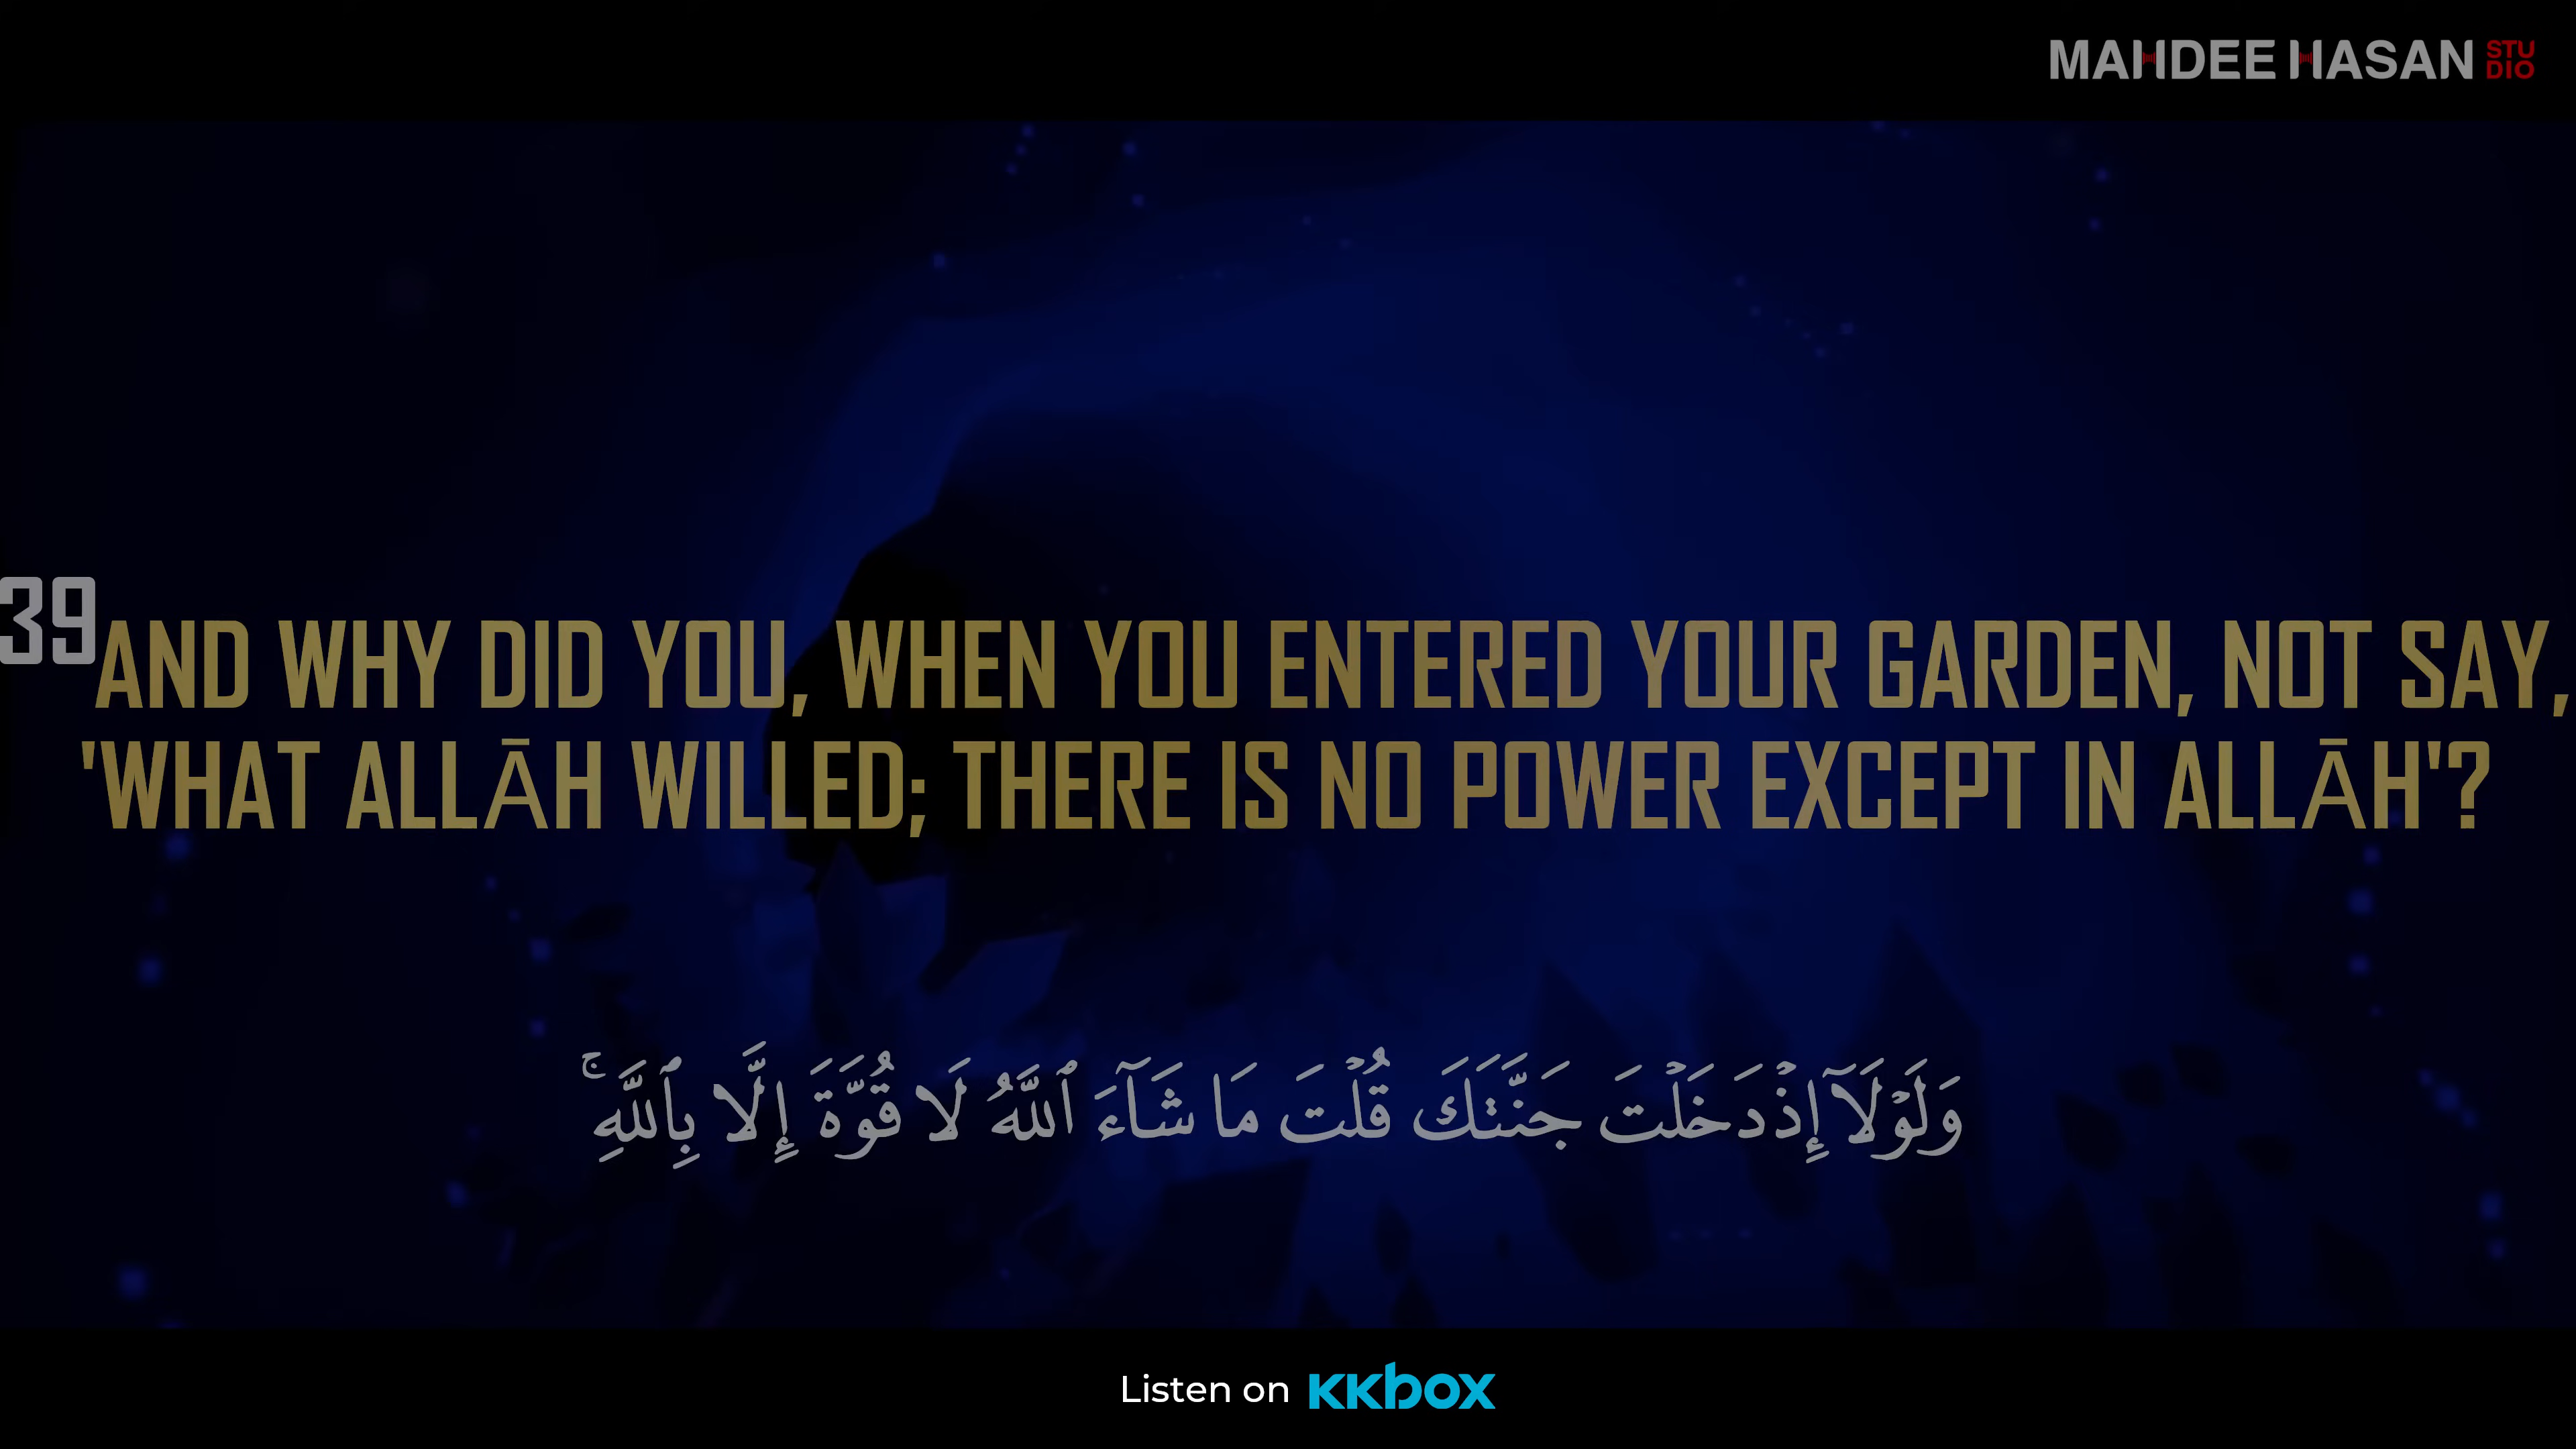 MAHDEE HASAN STUDIO
39 AND WHY DID YOU, WHEN YOU ENTERED YOUR GARDEN, NOT SAY,
'WHAT ALLĀH WILLED; THERE IS NO POWER EXCEPT IN ALLĀH'?
وَلَوْلَآ إِذْ دَخَلْتَ جَنَّتَكَ قُلْتَ مَا شَآءَ ٱللَّهُ لَا قُوَّةَ إِلَّا بِٱللَّهِ ۚ
Listen on KKBOX